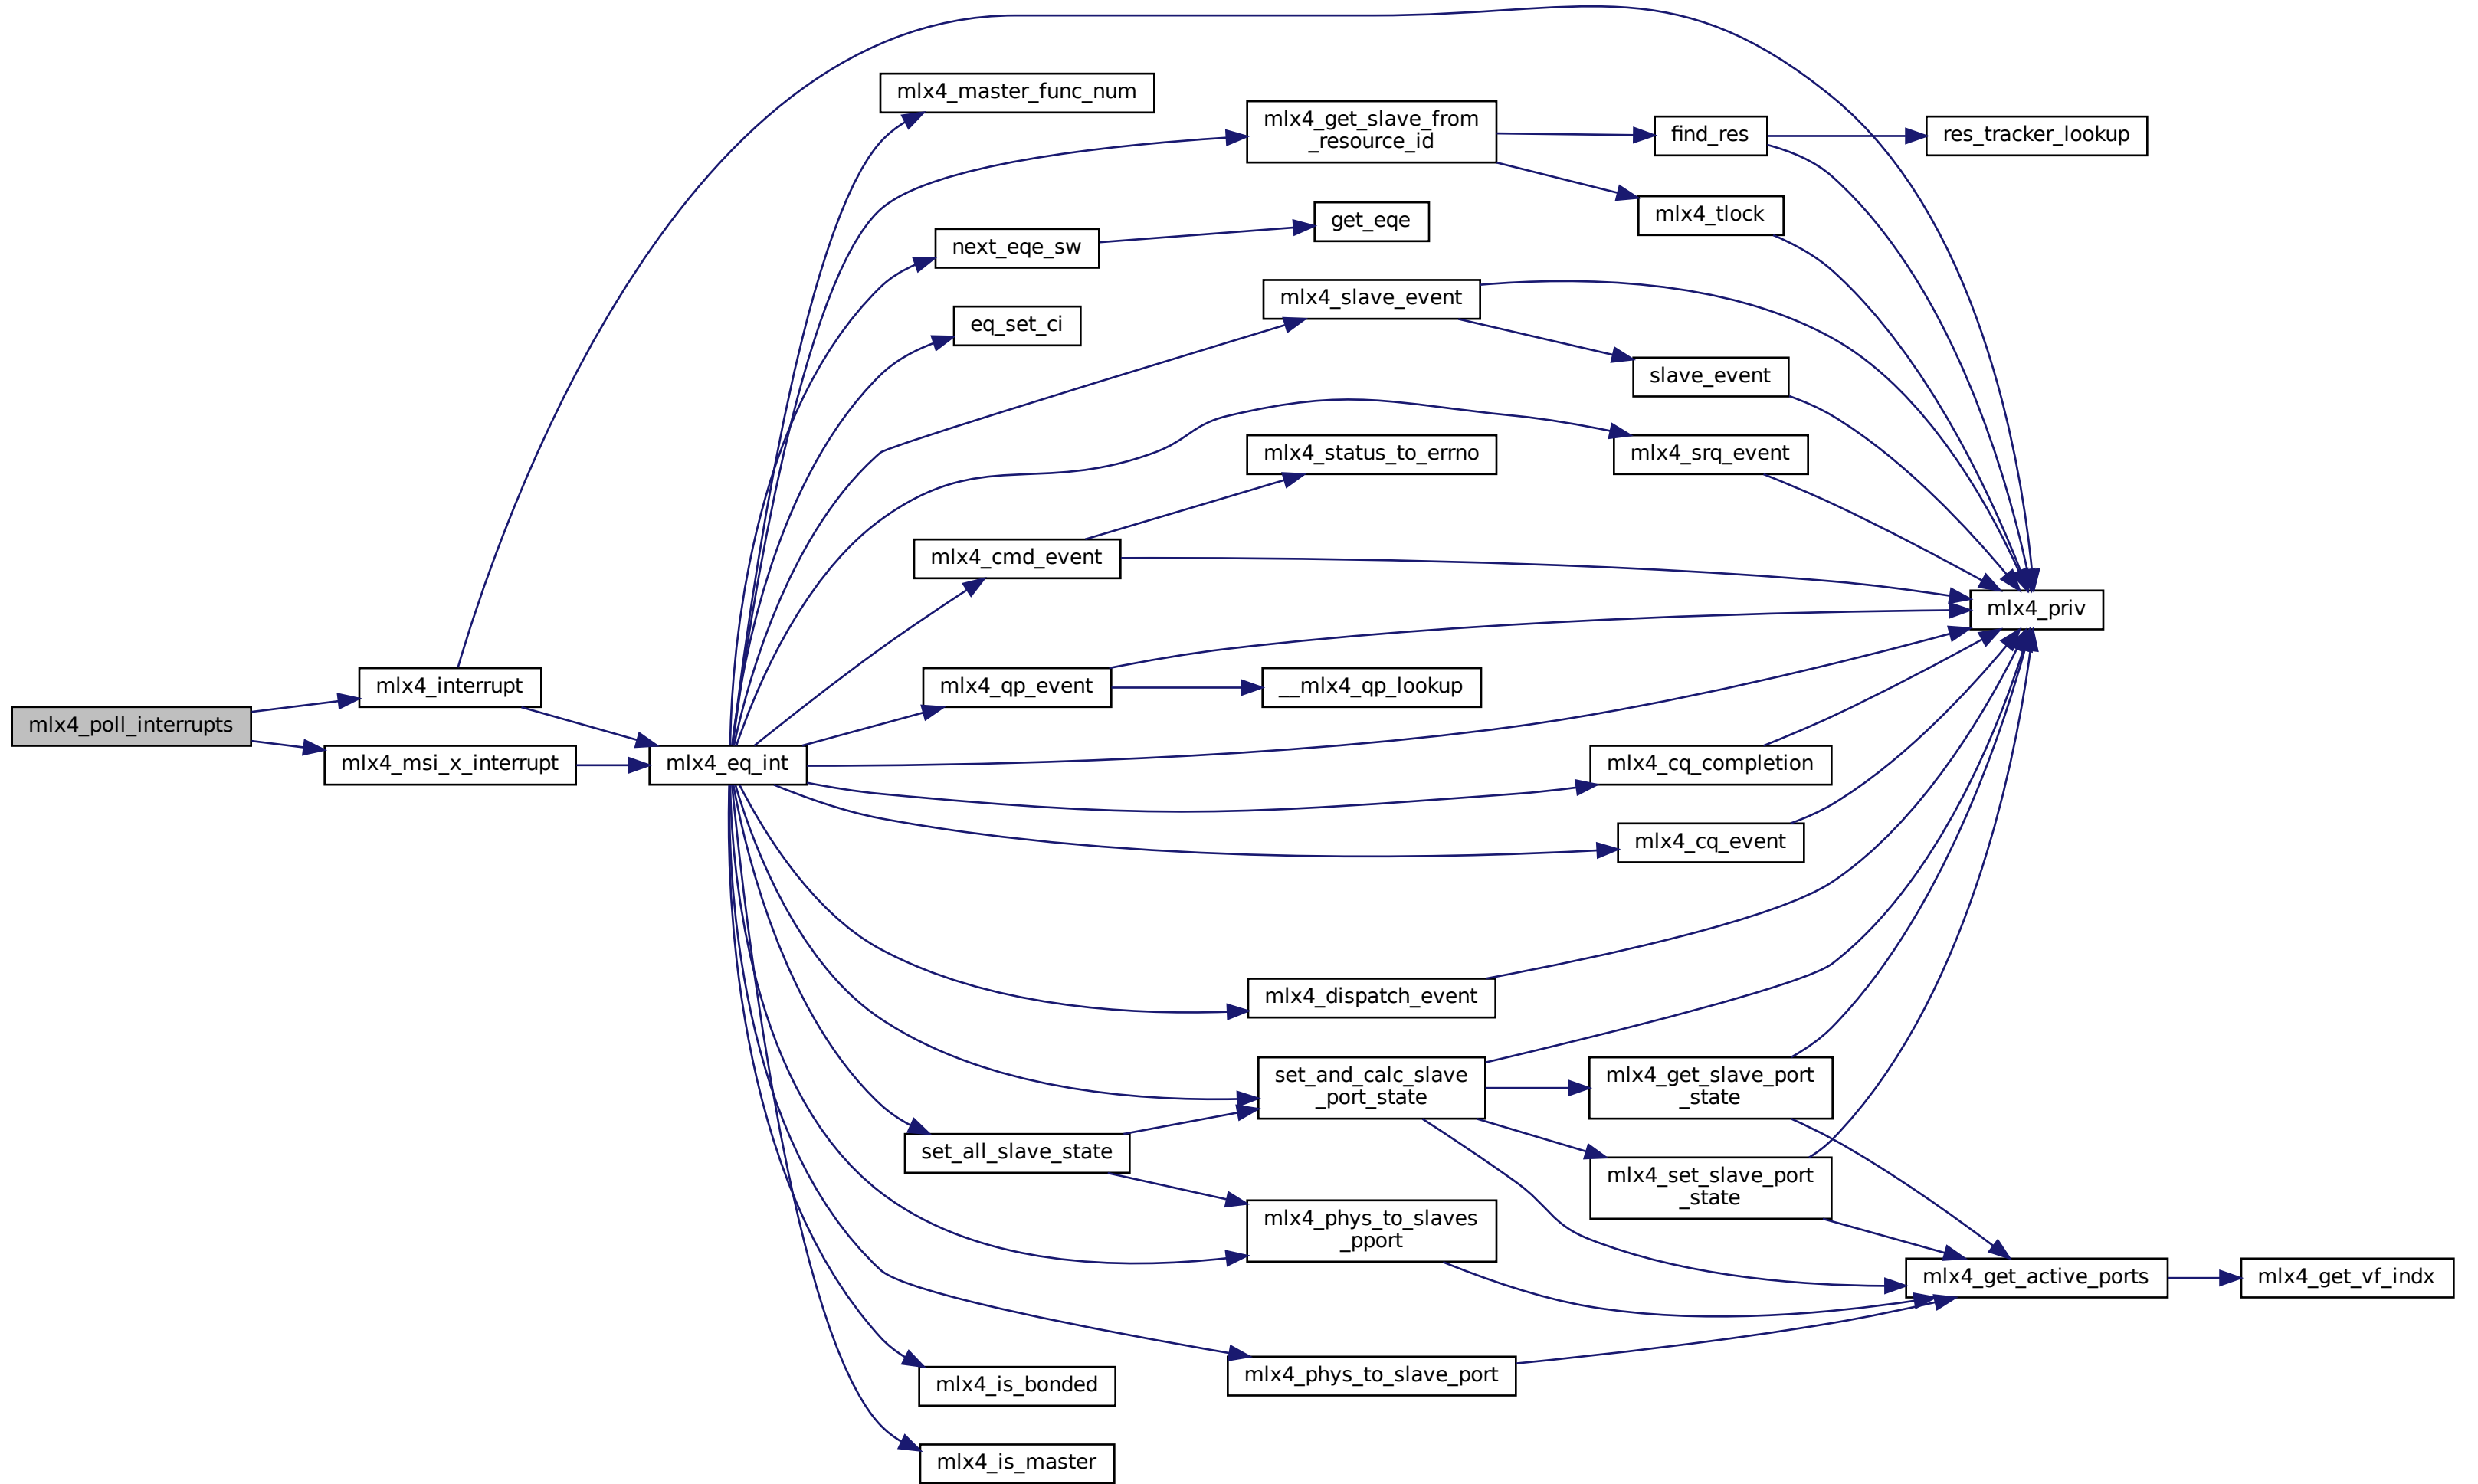 mlx4_master_func_num
mlx4_get_slave_from
_resource_id
find_res
res_tracker_lookup
mlx4_tlock
get_eqe
next_eqe_sw
mlx4_slave_event
eq_set_ci
slave_event
mlx4_status_to_errno
mlx4_srq_event
mlx4_cmd_event
mlx4_priv
mlx4_interrupt
mlx4_qp_event
__mlx4_qp_lookup
mlx4_poll_interrupts
mlx4_msi_x_interrupt
mlx4_eq_int
mlx4_cq_completion
mlx4_cq_event
mlx4_dispatch_event
set_and_calc_slave
_port_state
mlx4_get_slave_port
_state
set_all_slave_state
mlx4_set_slave_port
_state
mlx4_phys_to_slaves
_pport
mlx4_get_active_ports
mlx4_get_vf_indx
mlx4_phys_to_slave_port
mlx4_is_bonded
mlx4_is_master